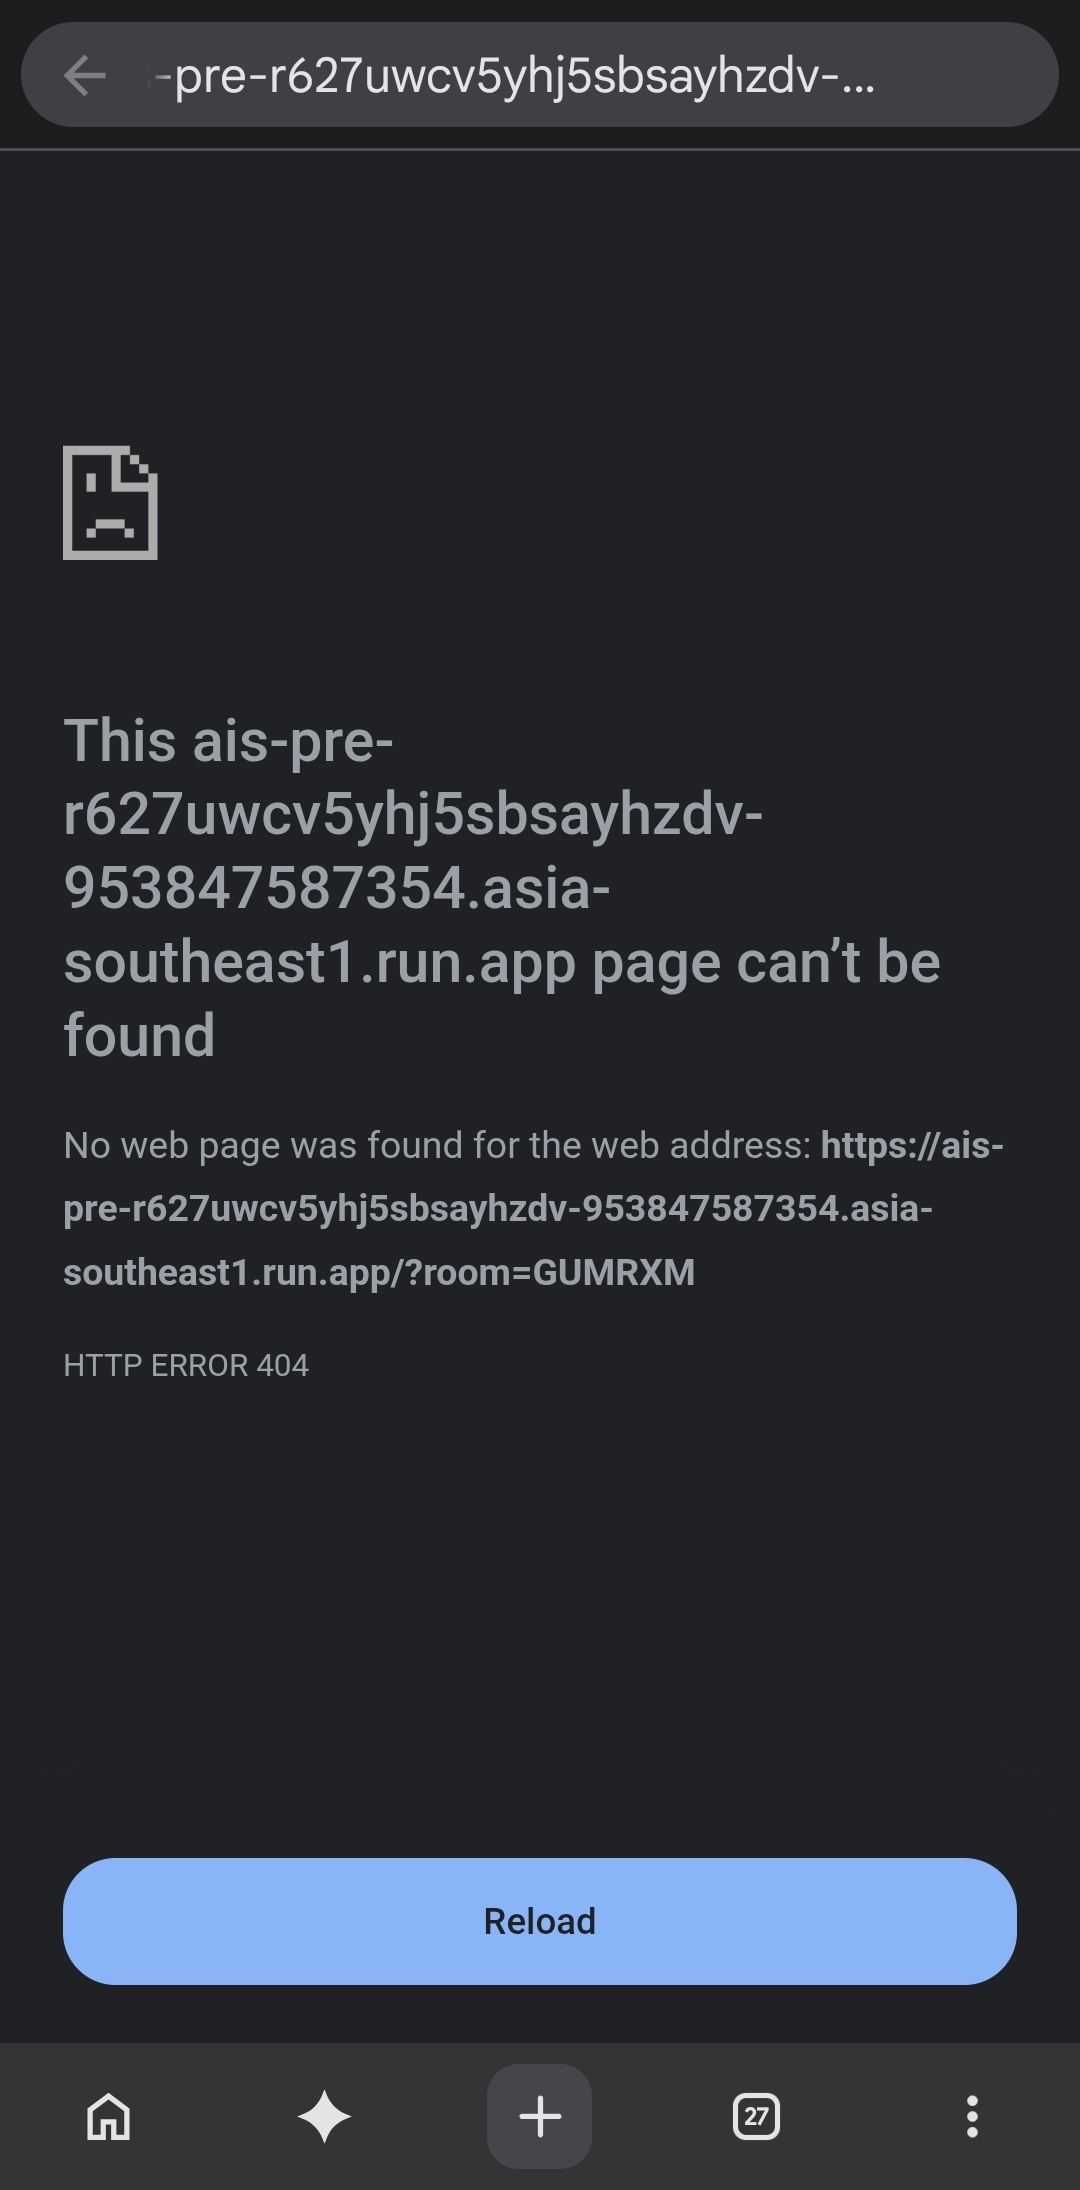 -pre-r627uwcv5yhj5sbsayhzdv-...
This ais-pre-
r627uwcv5yhj5sbsayhzdv-
953847587354.asia-
southeast1.run.app page can’t be
found
No web page was found for the web address: https://ais-
pre-r627uwcv5yhj5sbsayhzdv-953847587354.asia-
southeast1.run.app/?room=GUMRXM
HTTP ERROR 404
Reload
27